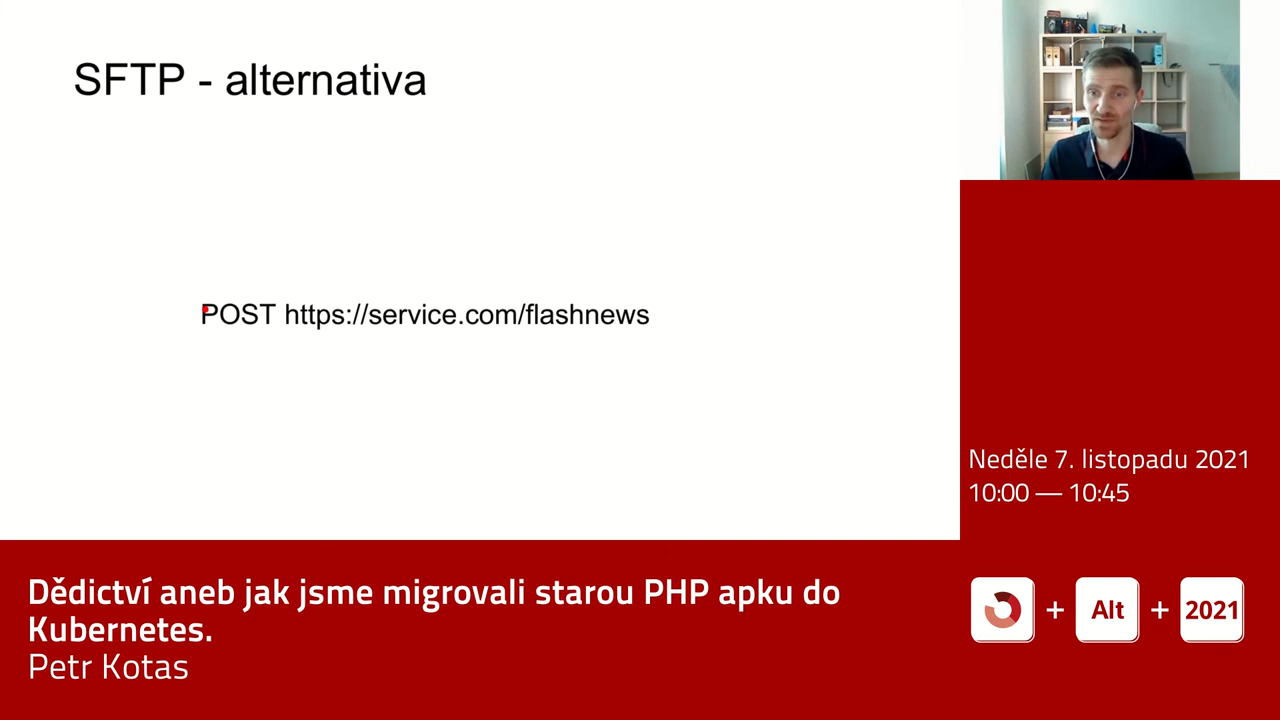 SFTP - alternativa
POST https://service.com/flashnews
Neděle 7. listopadu 2021
10:00 — 10:45
Dědictví aneb jak jsme migrovali starou PHP apku do
Kubernetes.
Petr Kotas
+ Alt + 2021